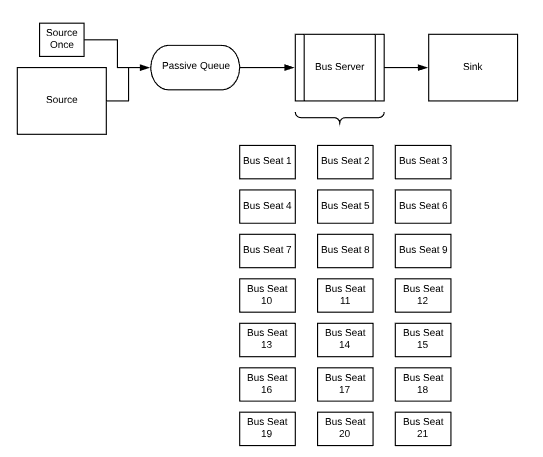 Source
Once
Source
Passive Queue
Bus Server
Sink
Bus Seat 1
Bus Seat 2
Bus Seat 3
Bus Seat 4
Bus Seat 5
Bus Seat 6
Bus Seat 7
Bus Seat 8
Bus Seat 9
Bus Seat
10
Bus Seat
11
Bus Seat
12
Bus Seat
13
Bus Seat
14
Bus Seat
15
Bus Seat
16
Bus Seat
17
Bus Seat
18
Bus Seat
19
Bus Seat
20
Bus Seat
21